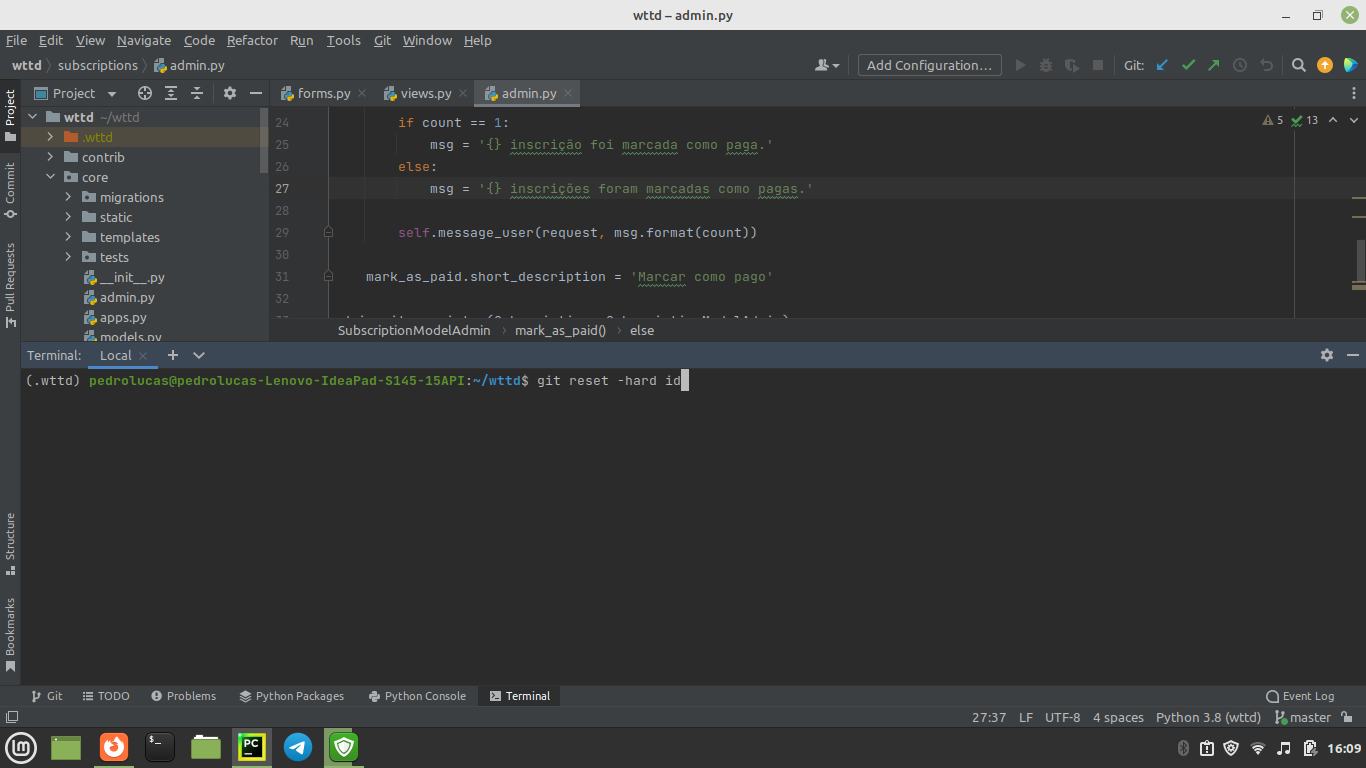 wttd – admin.py
File Edit View Navigate Code Refactor Run Tools Git Window Help
wttd subscriptions admin.py Add Configuration... Git:
Project forms.py views.py admin.py
wttd ~/wttd
.wttd
contrib
core
migrations
static
templates
tests
__init__.py
admin.py
apps.py
models.py
24 if count == 1:
25 msg = '{} inscrição foi marcada como paga.'
26 else:
27 msg = '{} inscrições foram marcadas como pagas.'
28
29 self.message_user(request, msg.format(count))
30
31 mark_as_paid.short_description = 'Marcar como pago'
32
5 13
SubscriptionModelAdmin mark_as_paid() else
Project
Commit
Pull Requests
Structure
Bookmarks
Terminal: Local
(.wttd) pedrolucas@pedrolucas-Lenovo-IdeaPad-S145-15API:~/wttd$ git reset -hard id
Git TODO Problems Python Packages Python Console Terminal Event Log
27:37 LF UTF-8 4 spaces Python 3.8 (wttd) master
$_ PC 16:09